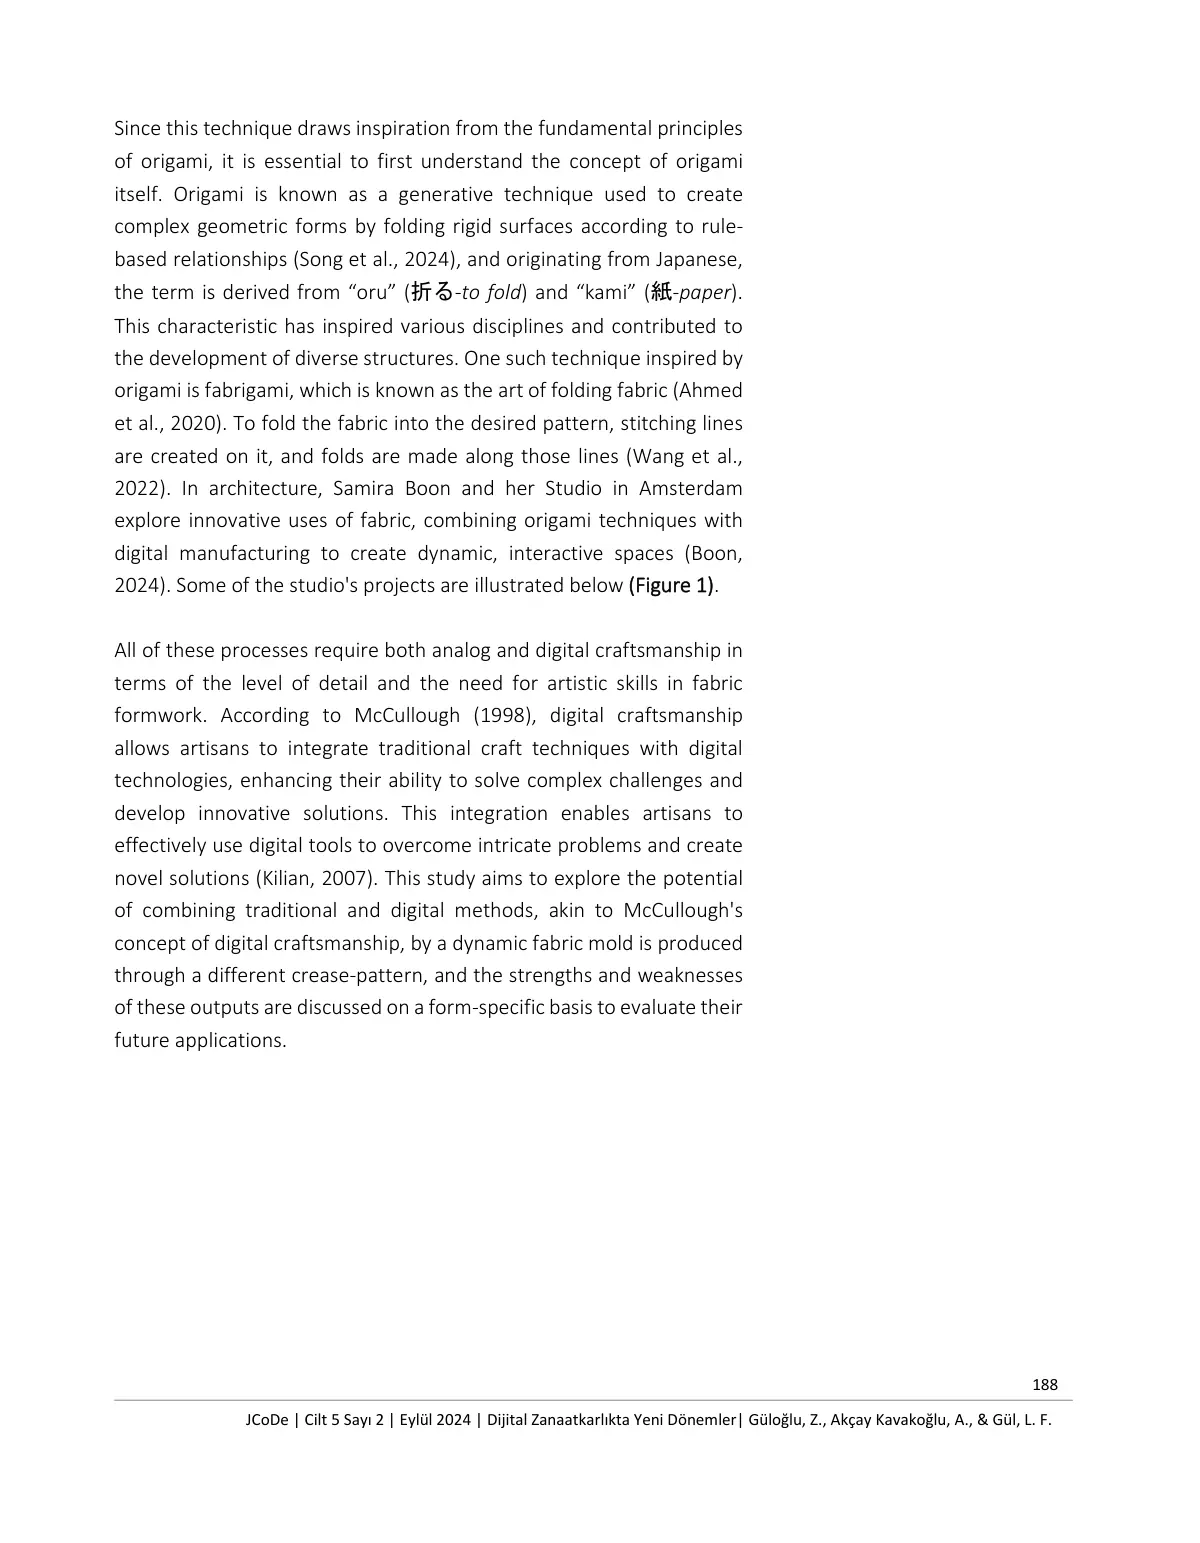 Since this technique draws inspiration from the fundamental principles
of origami, it is essential to first understand the concept of origami
itself. Origami is known as a generative technique used to create
complex geometric forms by folding rigid surfaces according to rule-
based relationships (Song et al., 2024), and originating from Japanese,
the term is derived from “oru” (折る-to fold) and “kami” (紙-paper).
This characteristic has inspired various disciplines and contributed to
the development of diverse structures. One such technique inspired by
origami is fabrigami, which is known as the art of folding fabric (Ahmed
et al., 2020). To fold the fabric into the desired pattern, stitching lines
are created on it, and folds are made along those lines (Wang et al.,
2022). In architecture, Samira Boon and her Studio in Amsterdam
explore innovative uses of fabric, combining origami techniques with
digital manufacturing to create dynamic, interactive spaces (Boon,
2024). Some of the studio's projects are illustrated below (Figure 1).
All of these processes require both analog and digital craftsmanship in
terms of the level of detail and the need for artistic skills in fabric
formwork. According to McCullough (1998), digital craftsmanship
allows artisans to integrate traditional craft techniques with digital
technologies, enhancing their ability to solve complex challenges and
develop innovative solutions. This integration enables artisans to
effectively use digital tools to overcome intricate problems and create
novel solutions (Kilian, 2007). This study aims to explore the potential
of combining traditional and digital methods, akin to McCullough's
concept of digital craftsmanship, by a dynamic fabric mold is produced
through a different crease-pattern, and the strengths and weaknesses
of these outputs are discussed on a form-specific basis to evaluate their
future applications.
188
JCoDe | Cilt 5 Sayı 2 | Eylül 2024 | Dijital Zanaatkarlıkta Yeni Dönemler| Güloğlu, Z., Akçay Kavakoğlu, A., & Gül, L. F.